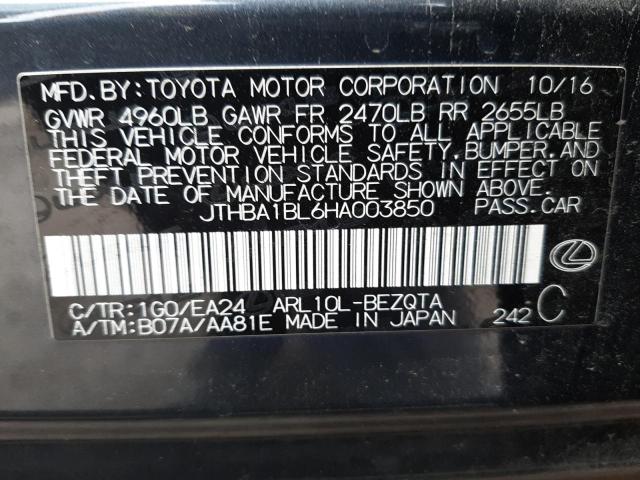 MFD.BY:TOYOTA MOTOR CORPORATION 10/16
GVWR 4960LB GAWR FR 2470LB RR 2655LB
THIS VEHICLE CONFORMS TO ALL APPLICABLE
FEDERAL MOTOR VEHICLE SAFETY,BUMPER,AND
THEFT PREVENTION STANDARDS IN EFFECT ON
THE DATE OF MANUFACTURE SHOWN ABOVE.
JTHBA1BL6HA003850 PASS.CAR
C/TR:1G0/EA24 ARL10L-BEZQTA
A/TM:B07A/AA81E MADE IN JAPAN 242 C